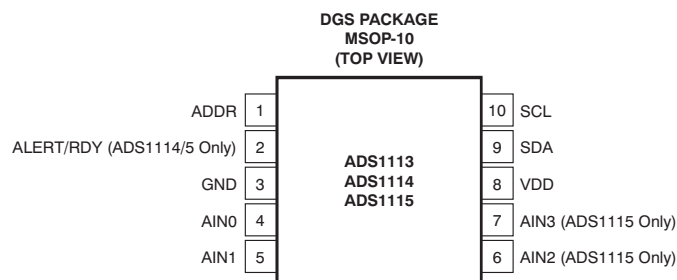 DGS PACKAGE
MSOP-10
(TOP VIEW)
ADDR 1
ALERT/RDY (ADS1114/5 Only) 2
GND 3
AIN0 4
AIN1 5
ADS1113
ADS1114
ADS1115
10 SCL
9 SDA
8 VDD
7 AIN3 (ADS1115 Only)
6 AIN2 (ADS1115 Only)